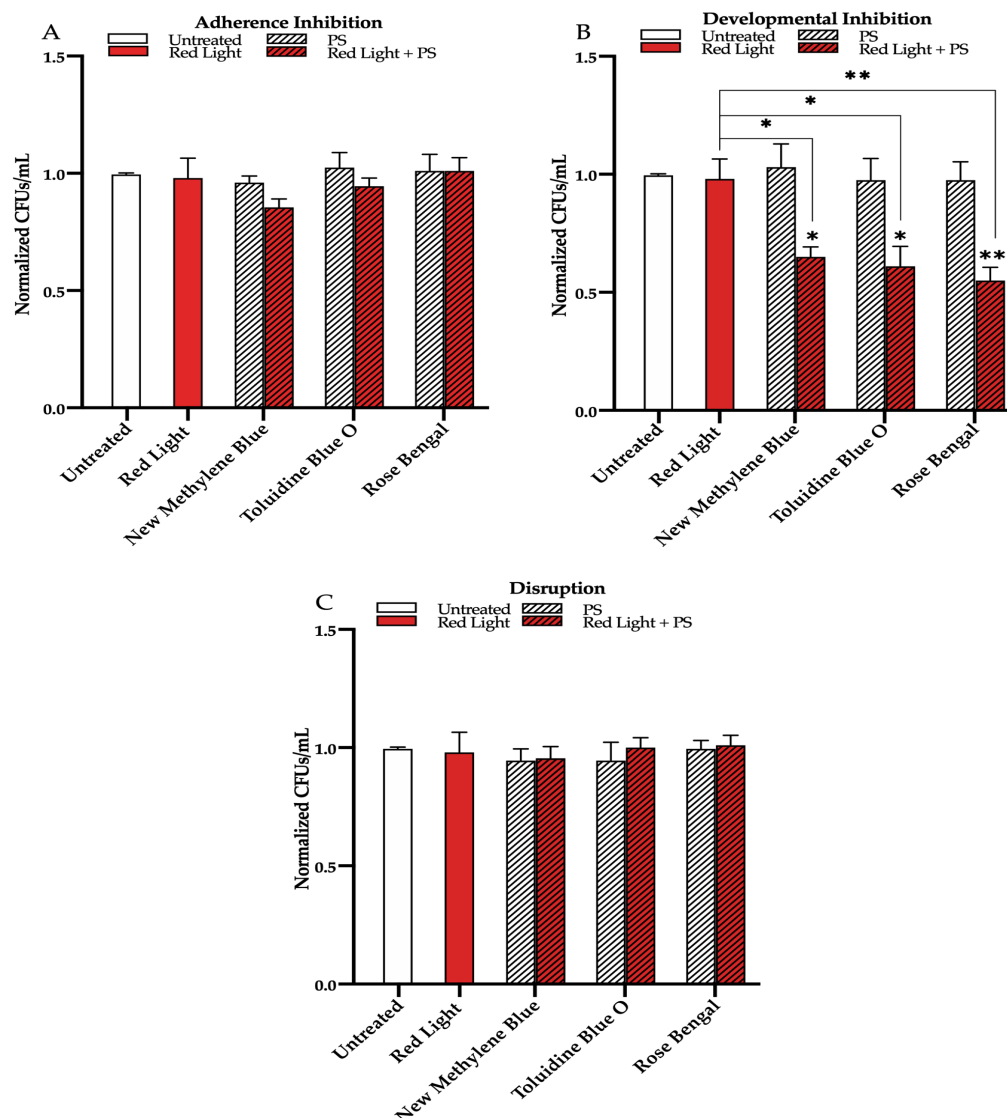 A
Adherence Inhibition
Untreated PS
Red Light Red Light + PS
1.5
1.0
0.5
0.0
Normalized CFUs/mL
Untreated
Red Light
New Methylene Blue
Toluidine Blue O
Rose Bengal
B
Developmental Inhibition
Untreated PS
Red Light Red Light + PS
1.5
1.0
0.5
0.0
Normalized CFUs/mL
**
*
*
*
*
**
Untreated
Red Light
New Methylene Blue
Toluidine Blue O
Rose Bengal
C
Disruption
Untreated PS
Red Light Red Light + PS
1.5
1.0
0.5
0.0
Normalized CFUs/mL
Untreated
Red Light
New Methylene Blue
Toluidine Blue O
Rose Bengal